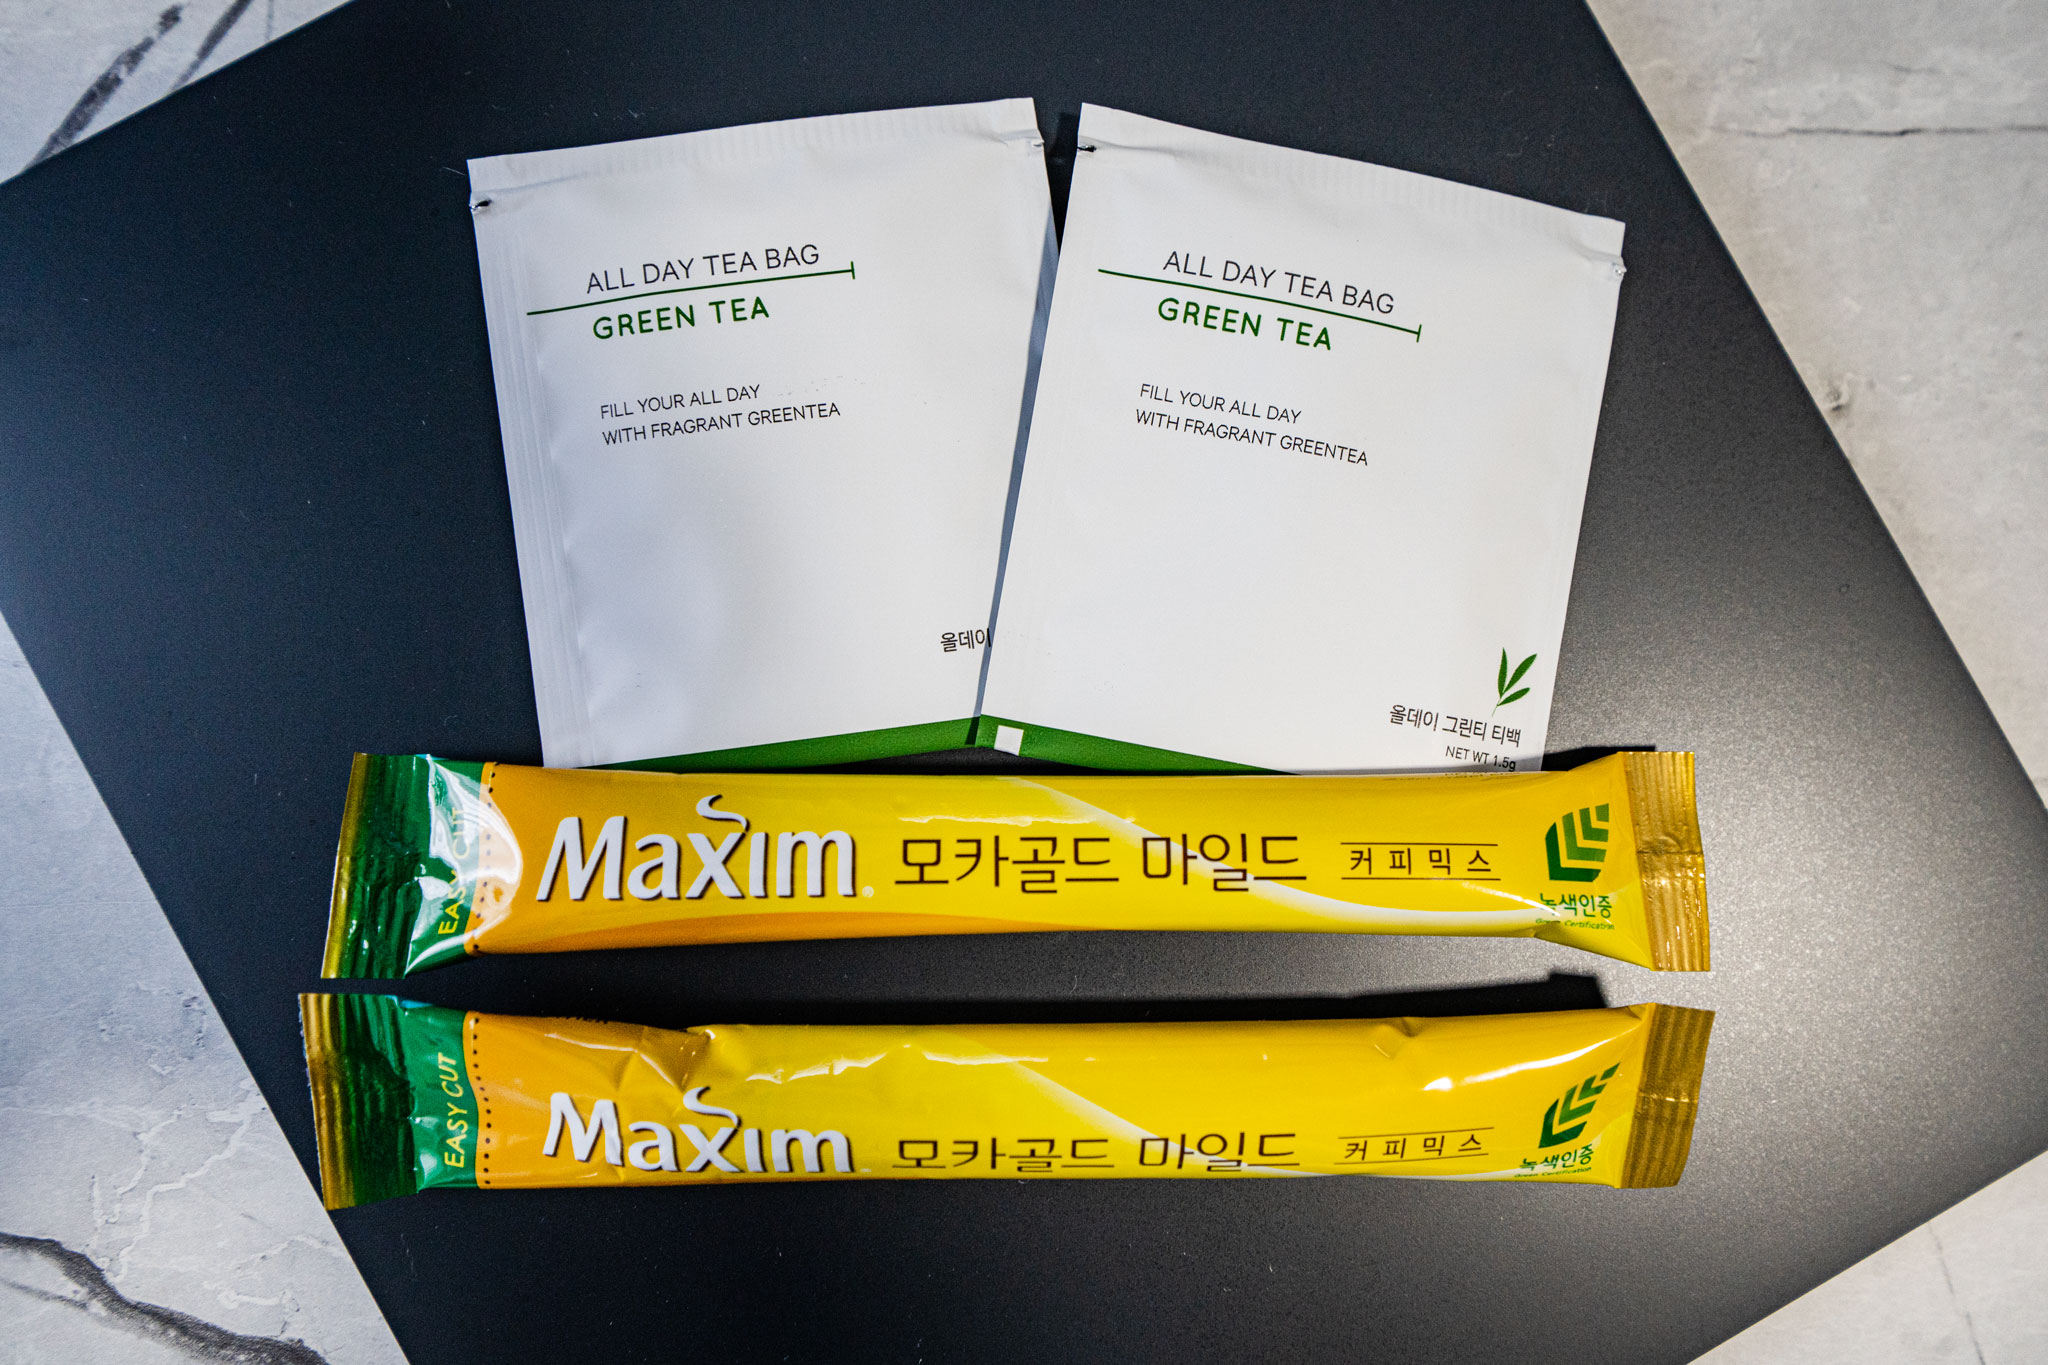 ALL DAY TEA BAG
GREEN TEA
FILL YOUR ALL DAY
WITH FRAGRANT GREENTEA
올데이
ALL DAY TEA BAG
GREEN TEA
FILL YOUR ALL DAY
WITH FRAGRANT GREENTEA
올데이 그린티 티백
NET WT 1.5g
EASY CUT
Maxim 모카골드 마일드 커피믹스
녹색인증
Green Certification
EASY CUT
Maxim 모카골드 마일드 커피믹스
녹색인증
Green Certification